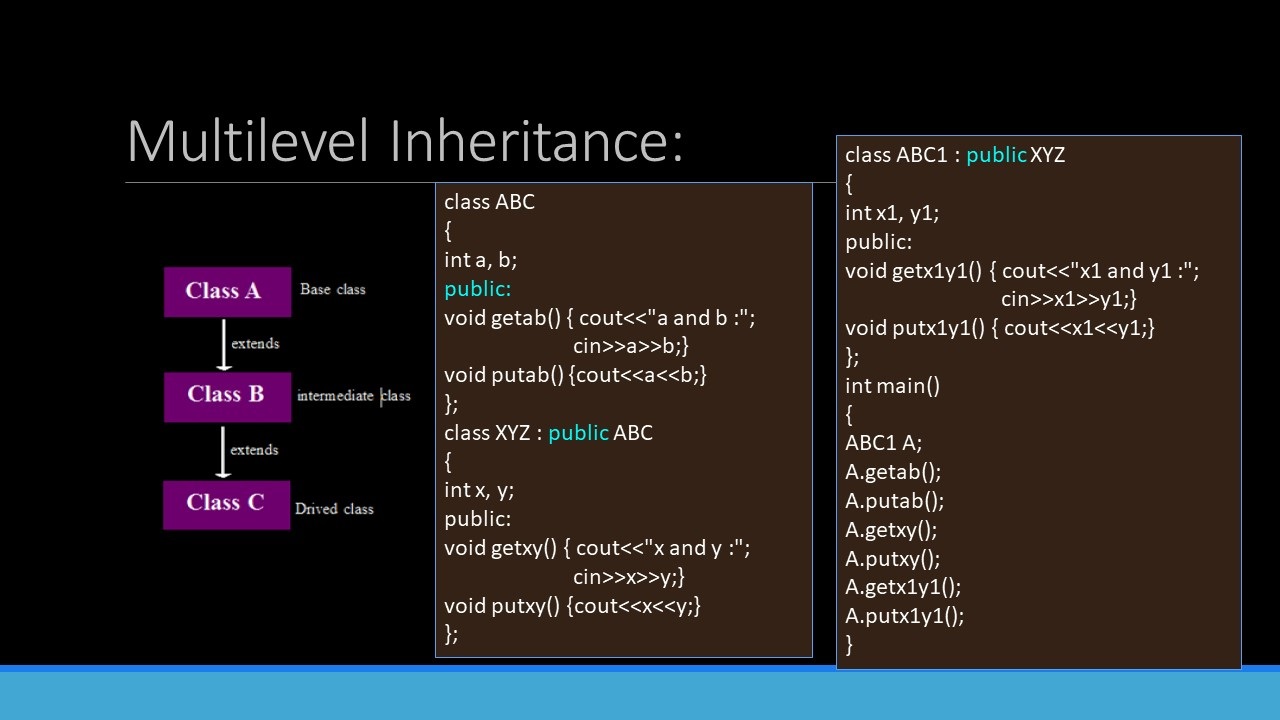 Multilevel Inheritance:
Class A
Base class
extends
Class B
intermediate class
extends
Class C
Drived class
class ABC
{
int a, b;
public:
void getab() { cout<<"a and b :";
cin>>a>>b;}
void putab() {cout<<a<<b;}
};
class XYZ : public ABC
{
int x, y;
public:
void getxy() { cout<<"x and y :";
cin>>x>>y;}
void putxy() {cout<<x<<y;}
};
class ABC1 : public XYZ
{
int x1, y1;
public:
void getx1y1() { cout<<"x1 and y1 :";
cin>>x1>>y1;}
void putx1y1() { cout<<x1<<y1;}
};
int main()
{
ABC1 A;
A.getab();
A.putab();
A.getxy();
A.putxy();
A.getx1y1();
A.putx1y1();
}